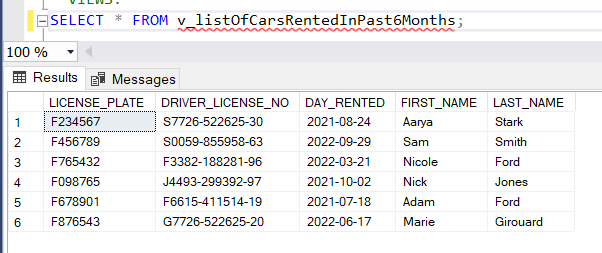 VIEWS:
SELECT * FROM v_listOfCarsRentedInPast6Months;
100 %
Results Messages
LICENSE_PLATE DRIVER_LICENSE_NO DAY_RENTED FIRST_NAME LAST_NAME
1 F234567 S7726-522625-30 2021-08-24 Aarya Stark
2 F456789 S0059-855958-63 2022-09-29 Sam Smith
3 F765432 F3382-188281-96 2022-03-21 Nicole Ford
4 F098765 J4493-299392-97 2021-10-02 Nick Jones
5 F678901 F6615-411514-19 2021-07-18 Adam Ford
6 F876543 G7726-522625-20 2022-06-17 Marie Girouard